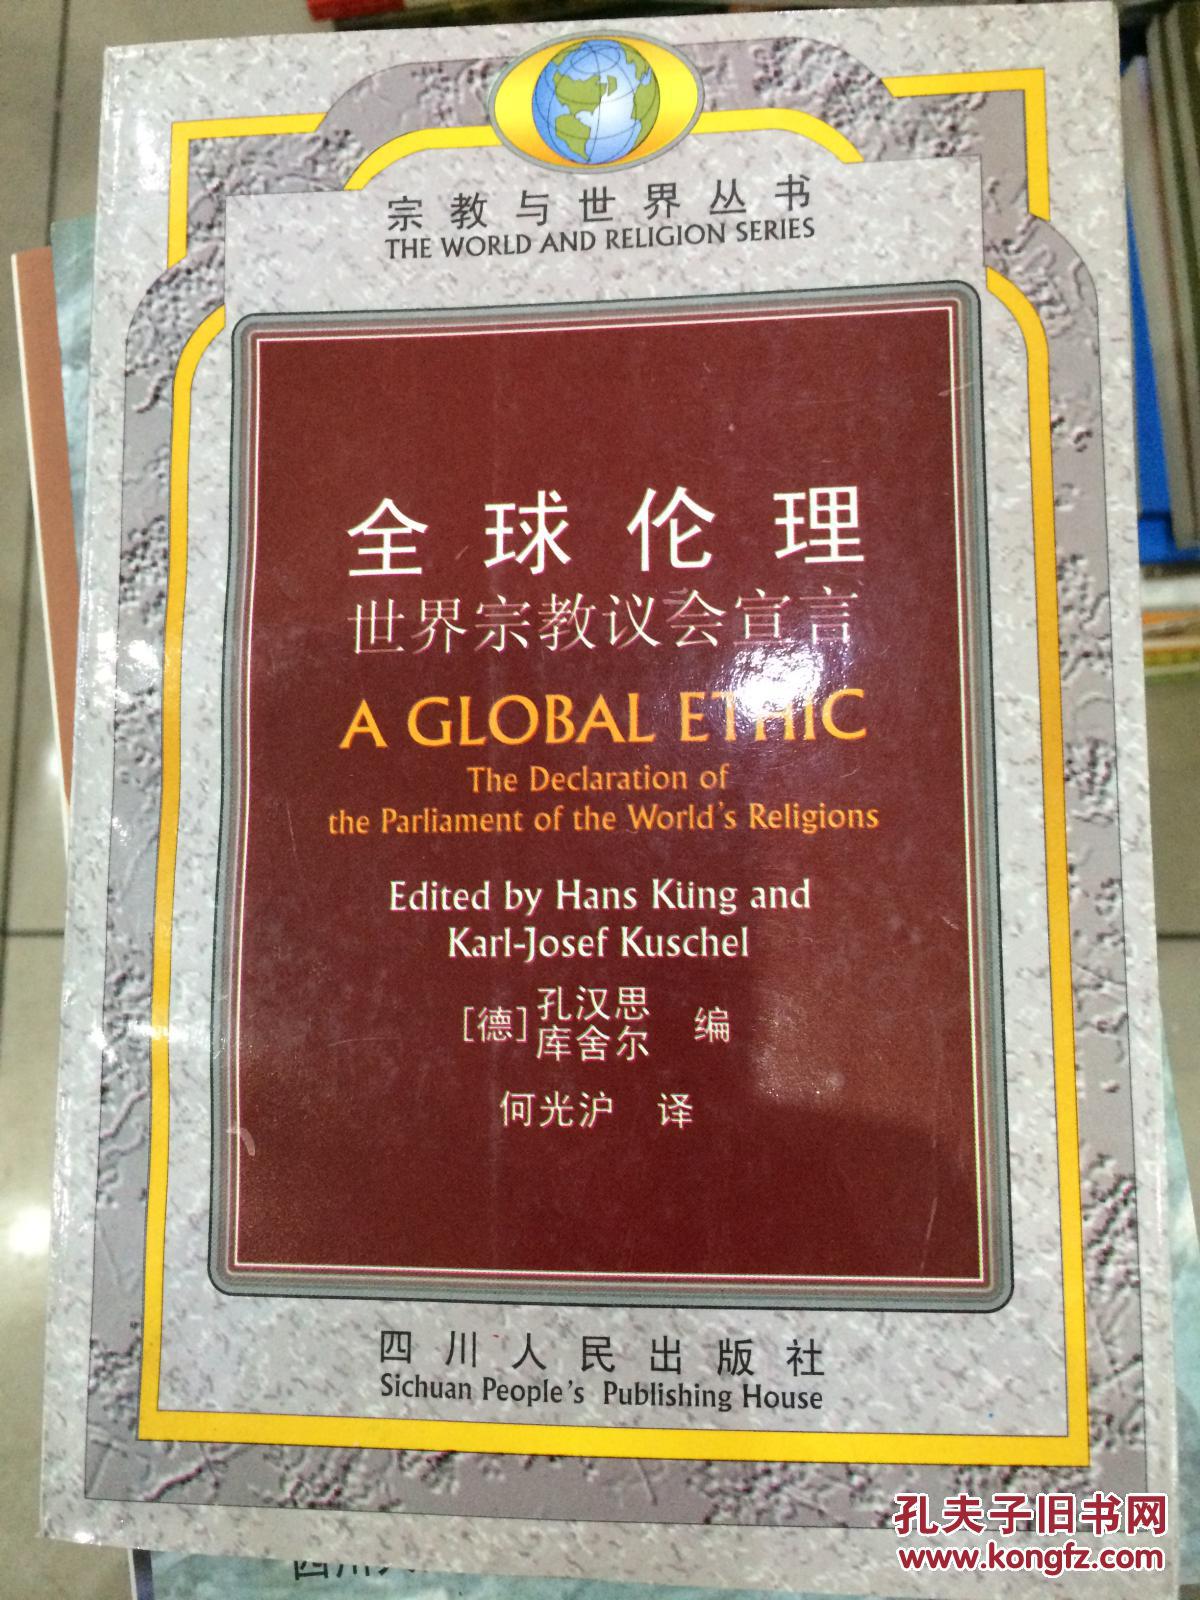 宗教与世界丛书
THE WORLD AND RELIGION SERIES
全球伦理
世界宗教议会宣言
A GLOBAL ETHIC
The Declaration of
the Parliament of the World's Religions
Edited by Hans Küng and
Karl-Josef Kuschel
[德] 孔汉思 编
库舍尔
何光沪 译
四川人民出版社
Sichuan People's Publishing House
孔夫子旧书网
www.kongfz.com
四川人